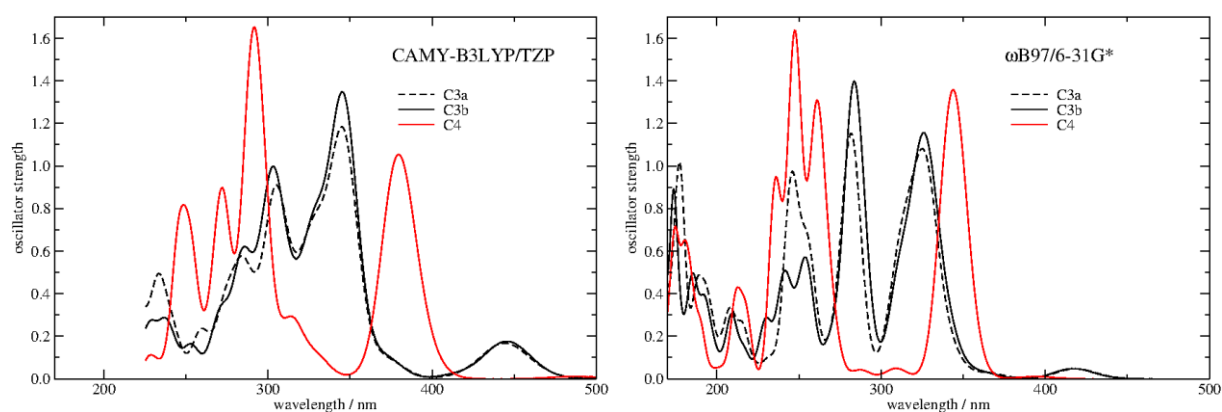 CAMY-B3LYP/TZP
C3a
C3b
C4
oscillator strength
1.6
1.4
1.2
1.0
0.8
0.6
0.4
0.2
0.0
200
300
400
500
wavelength / nm
ωB97/6-31G*
C3a
C3b
C4
oscillator strength
1.6
1.4
1.2
1.0
0.8
0.6
0.4
0.2
0.0
200
300
400
500
wavelength / nm